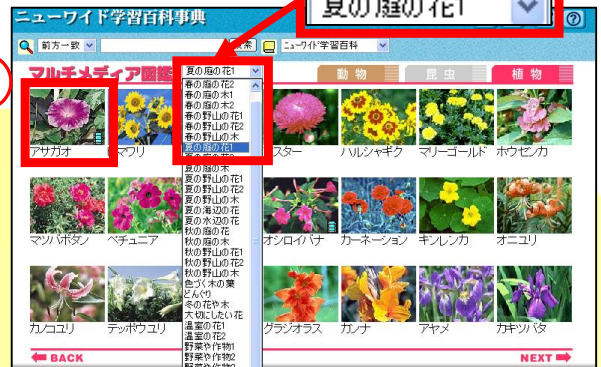 夏の庭の花1
ニューワイド学習百科事典
?
前方一致
検索
ニューワイド学習百科
マルチメディア図鑑
夏の庭の花1
動物
昆虫
植物
春の庭の花2
春の庭の木1
春の庭の木2
春の野山の花1
春の野山の花2
春の野山の木
夏の庭の花1
夏の庭の花2
夏の庭の木
夏の野山の花1
夏の野山の花2
夏の野山の木
夏の海辺の花
夏の水辺の花
秋の庭の花
秋の庭の木
秋の野山の花1
秋の野山の花2
秋の野山の木
色づく木の葉
どんぐり
冬の花や木
大切にしたい花
温室の花1
温室の花2
野菜や作物1
野菜や作物2
アサガオ
マワリ
スター
ハルシャギク
マリーゴールド
ホウセンカ
マツバボタン
ペチュニア
オシロイバナ
カーネーション
キンレンカ
オニユリ
カノコユリ
テッポウユリ
グラジオラス
カンナ
アヤメ
カキツバタ
BACK
NEXT